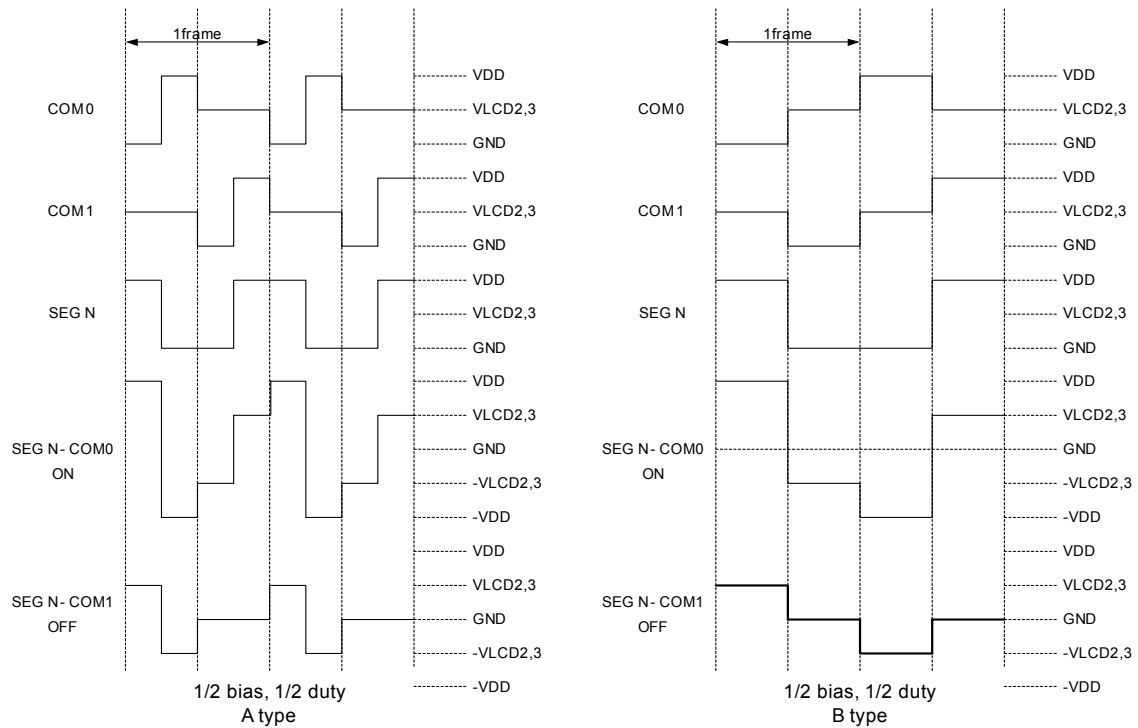 1frame
COM0
VDD
VLCD2,3
GND
COM1
VDD
VLCD2,3
GND
SEG N
VDD
VLCD2,3
GND
SEG N- COM0
ON
VDD
VLCD2,3
GND
-VLCD2,3
-VDD
SEG N- COM1
OFF
VDD
VLCD2,3
GND
-VLCD2,3
-VDD
1/2 bias, 1/2 duty
A type
1frame
COM0
VDD
VLCD2,3
GND
COM1
VDD
VLCD2,3
GND
SEG N
VDD
VLCD2,3
GND
SEG N- COM0
ON
VDD
VLCD2,3
GND
-VLCD2,3
-VDD
SEG N- COM1
OFF
VDD
VLCD2,3
GND
-VLCD2,3
-VDD
1/2 bias, 1/2 duty
B type